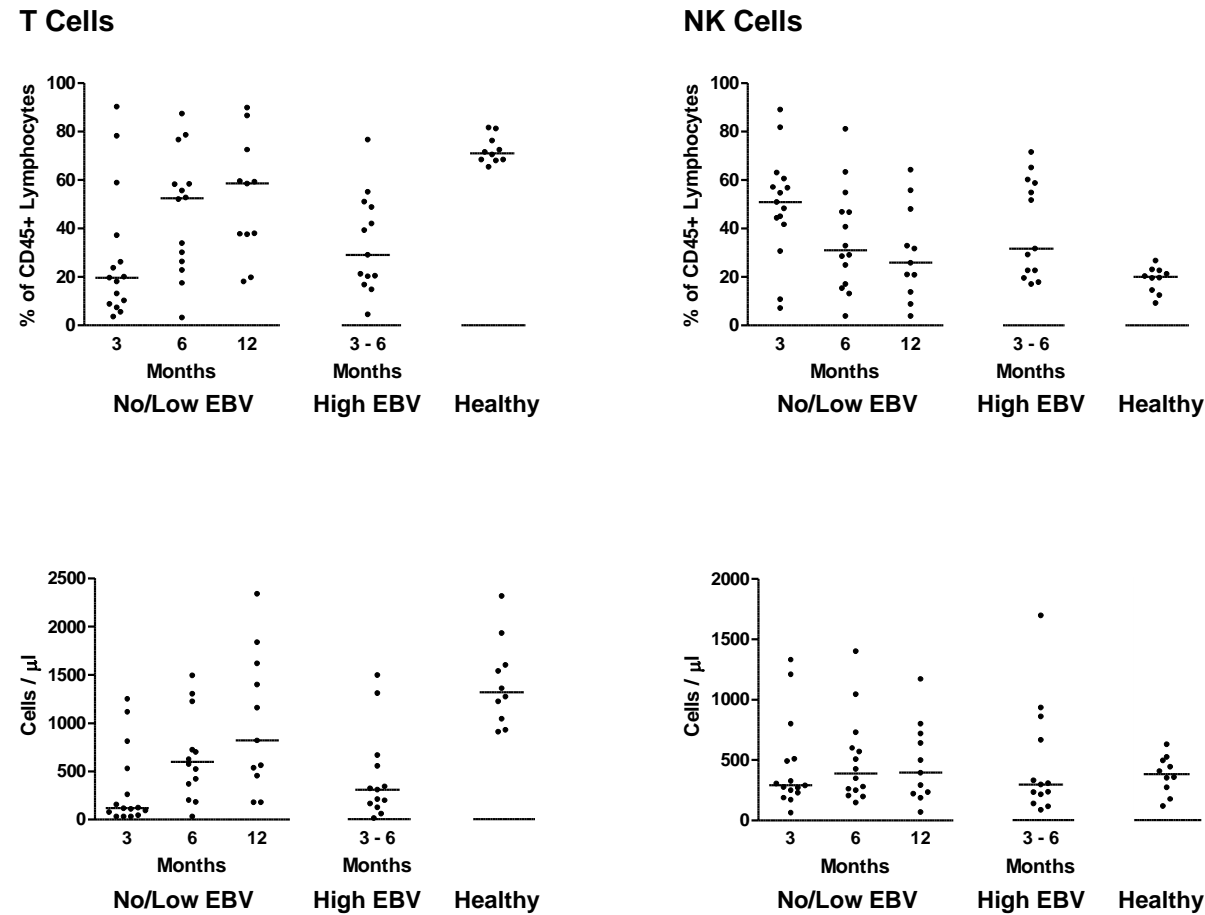 T Cells
NK Cells
% of CD45+ Lymphocytes
100
80
60
40
20
0
3 6 12
Months
No/Low EBV
3 - 6
Months
High EBV
Healthy
% of CD45+ Lymphocytes
100
80
60
40
20
0
3 6 12
Months
No/Low EBV
3 - 6
Months
High EBV
Healthy
Cells / μl
2500
2000
1500
1000
500
0
3 6 12
Months
No/Low EBV
3 - 6
Months
High EBV
Healthy
Cells / μl
2000
1500
1000
500
0
3 6 12
Months
No/Low EBV
3 - 6
Months
High EBV
Healthy